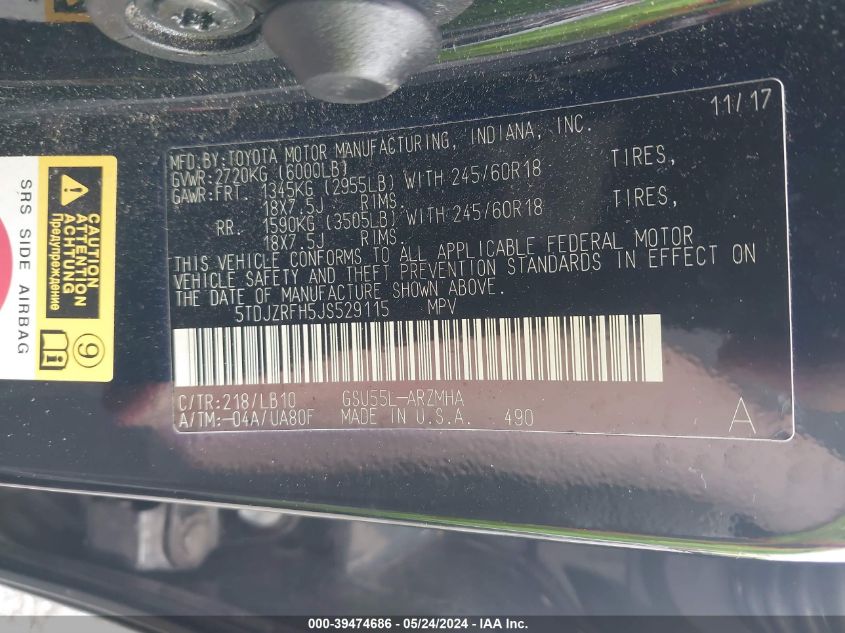 11/17
MFD.BY:TOYOTA MOTOR MANUFACTURING, INDIANA, INC.
GVWR:2720KG (6000LB)
GAWR:FRT. 1345KG (2955LB) WITH 245/60R18 TIRES,
18X7.5J RIMS.
RR. 1590KG (3505LB) WITH 245/60R18 TIRES,
18X7.5J RIMS.
THIS VEHICLE CONFORMS TO ALL APPLICABLE FEDERAL MOTOR
VEHICLE SAFETY AND THEFT PREVENTION STANDARDS IN EFFECT ON
THE DATE OF MANUFACTURE SHOWN ABOVE.
5TDJZRFH5JS529115 MPV
C/TR:218/LB10 GSU55L-ARZMHA
A/TM:-04A/UA80F MADE IN U.S.A. 490 A
SRS SIDE AIRBAG
CAUTION
ATTENTION
ACHTUNG
Предупреждение
9
000-39474686 - 05/24/2024 - IAA Inc.